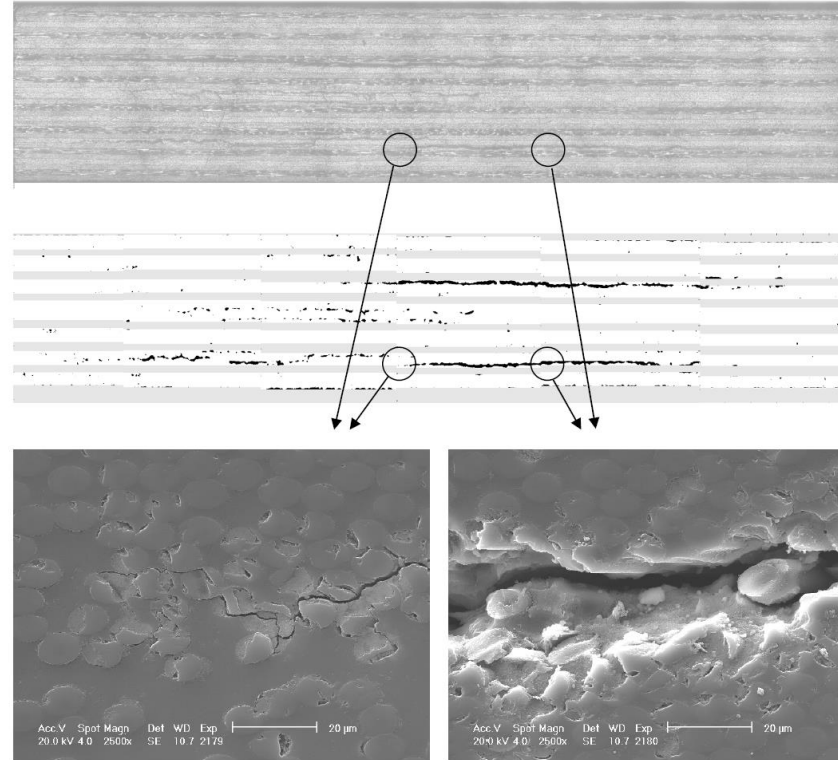 Acc.V Spot Magn Det WD Exp 20 µm
20.0 kV 4.0 2500x SE 10.7 2179
Acc.V Spot Magn Det WD Exp 20 µm
20.0 kV 4.0 2500x SE 10.7 2180